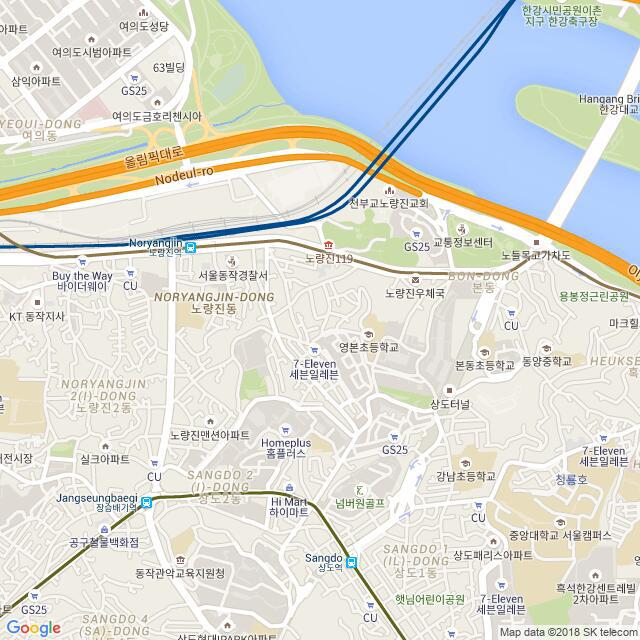 여의도성당
여의도시범아파트
삼익아파트
63빌딩
GS25
여의도금호리첸시아
YEOUI-DONG
여의동
한강시민공원이촌
지구 한강축구장
Hangang Bri
한강대교
올림픽대로
Nodeul-ro
천부교노량진교회
GS25
교통정보센터
노들목고가차도
Noryangjin
노량진역
노량진119
서울동작경찰서
Buy the Way
바이더웨이
CU
BON-DONG
본동
용봉정근린공원
노량진우체국
NORYANGJIN-DONG
노량진동
KT 동작지사
CU
마크힐
영본초등학교
본동초등학교
동양중학교
HEUKS
7-Eleven
세븐일레븐
NORYANGJIN
2(I)-DONG
노량진2동
상도터널
노량진맨션아파트
Homeplus
홈플러스
GS25
7-Eleven
세븐일레븐
실크아파트
CU
SANGDO 2
(I)-DONG
상도2동
강남초등학교
청룡호
Jangseungbaegi
장승배기역
Hi Mart
하이마트
넘버원골프
CU
중앙대학교 서울캠퍼스
공구철물백화점
SANGDO 1
(IL)-DONG
상도1동
상도패리스아파트
Sangdo
상도역
동작관악교육지원청
흑석한강센트레빌
2차아파트
GS25
CU
햇님어린이공원
7-Eleven
세븐일레븐
SANGDO 4
(SA)-DONG
상도4동
Google
Map data ©2018 SK telecom